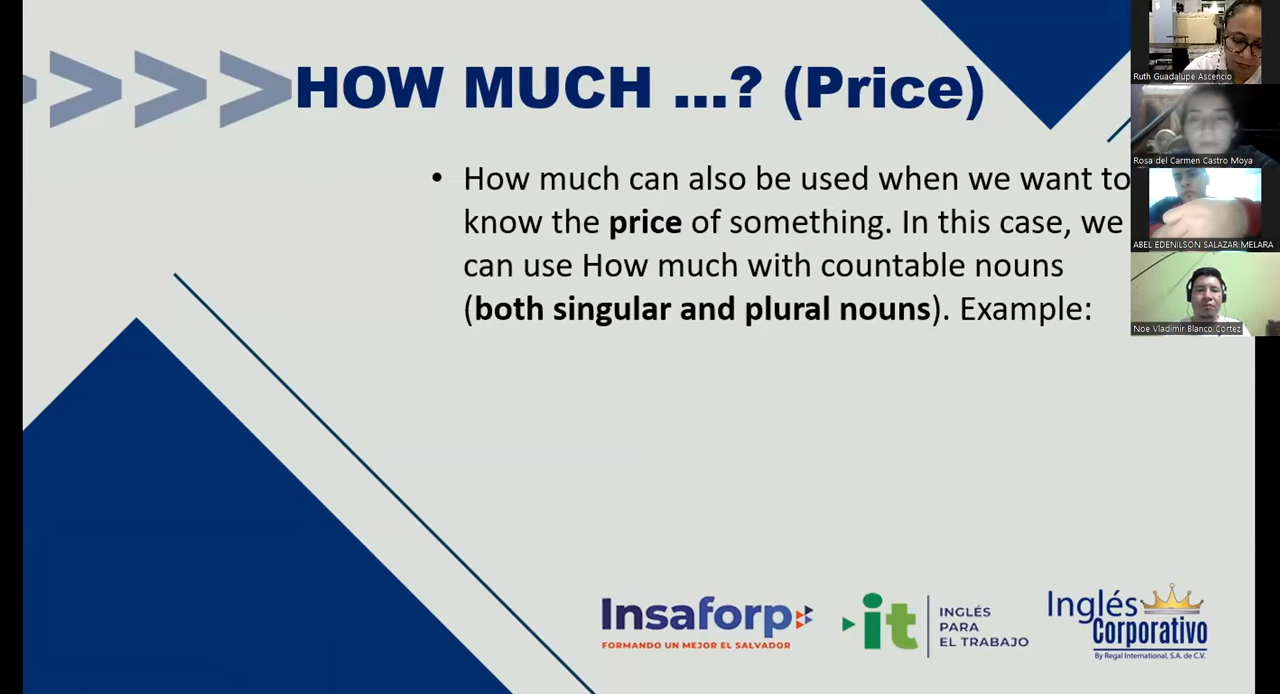 HOW MUCH ...? (Price)
• How much can also be used when we want to
know the price of something. In this case, we
can use How much with countable nouns
(both singular and plural nouns). Example:
Ruth Guadalupe Ascencio
Rosa del Carmen Castro Moya
ABEL EDENILSON SALAZAR MELARA
Noe Vladimir Blanco Cortez
Insaforp
FORMANDO UN MEJOR EL SALVADOR
it
INGLÉS
PARA
EL TRABAJO
Inglés
Corporativo
By Regal International, S.A. de C.V.